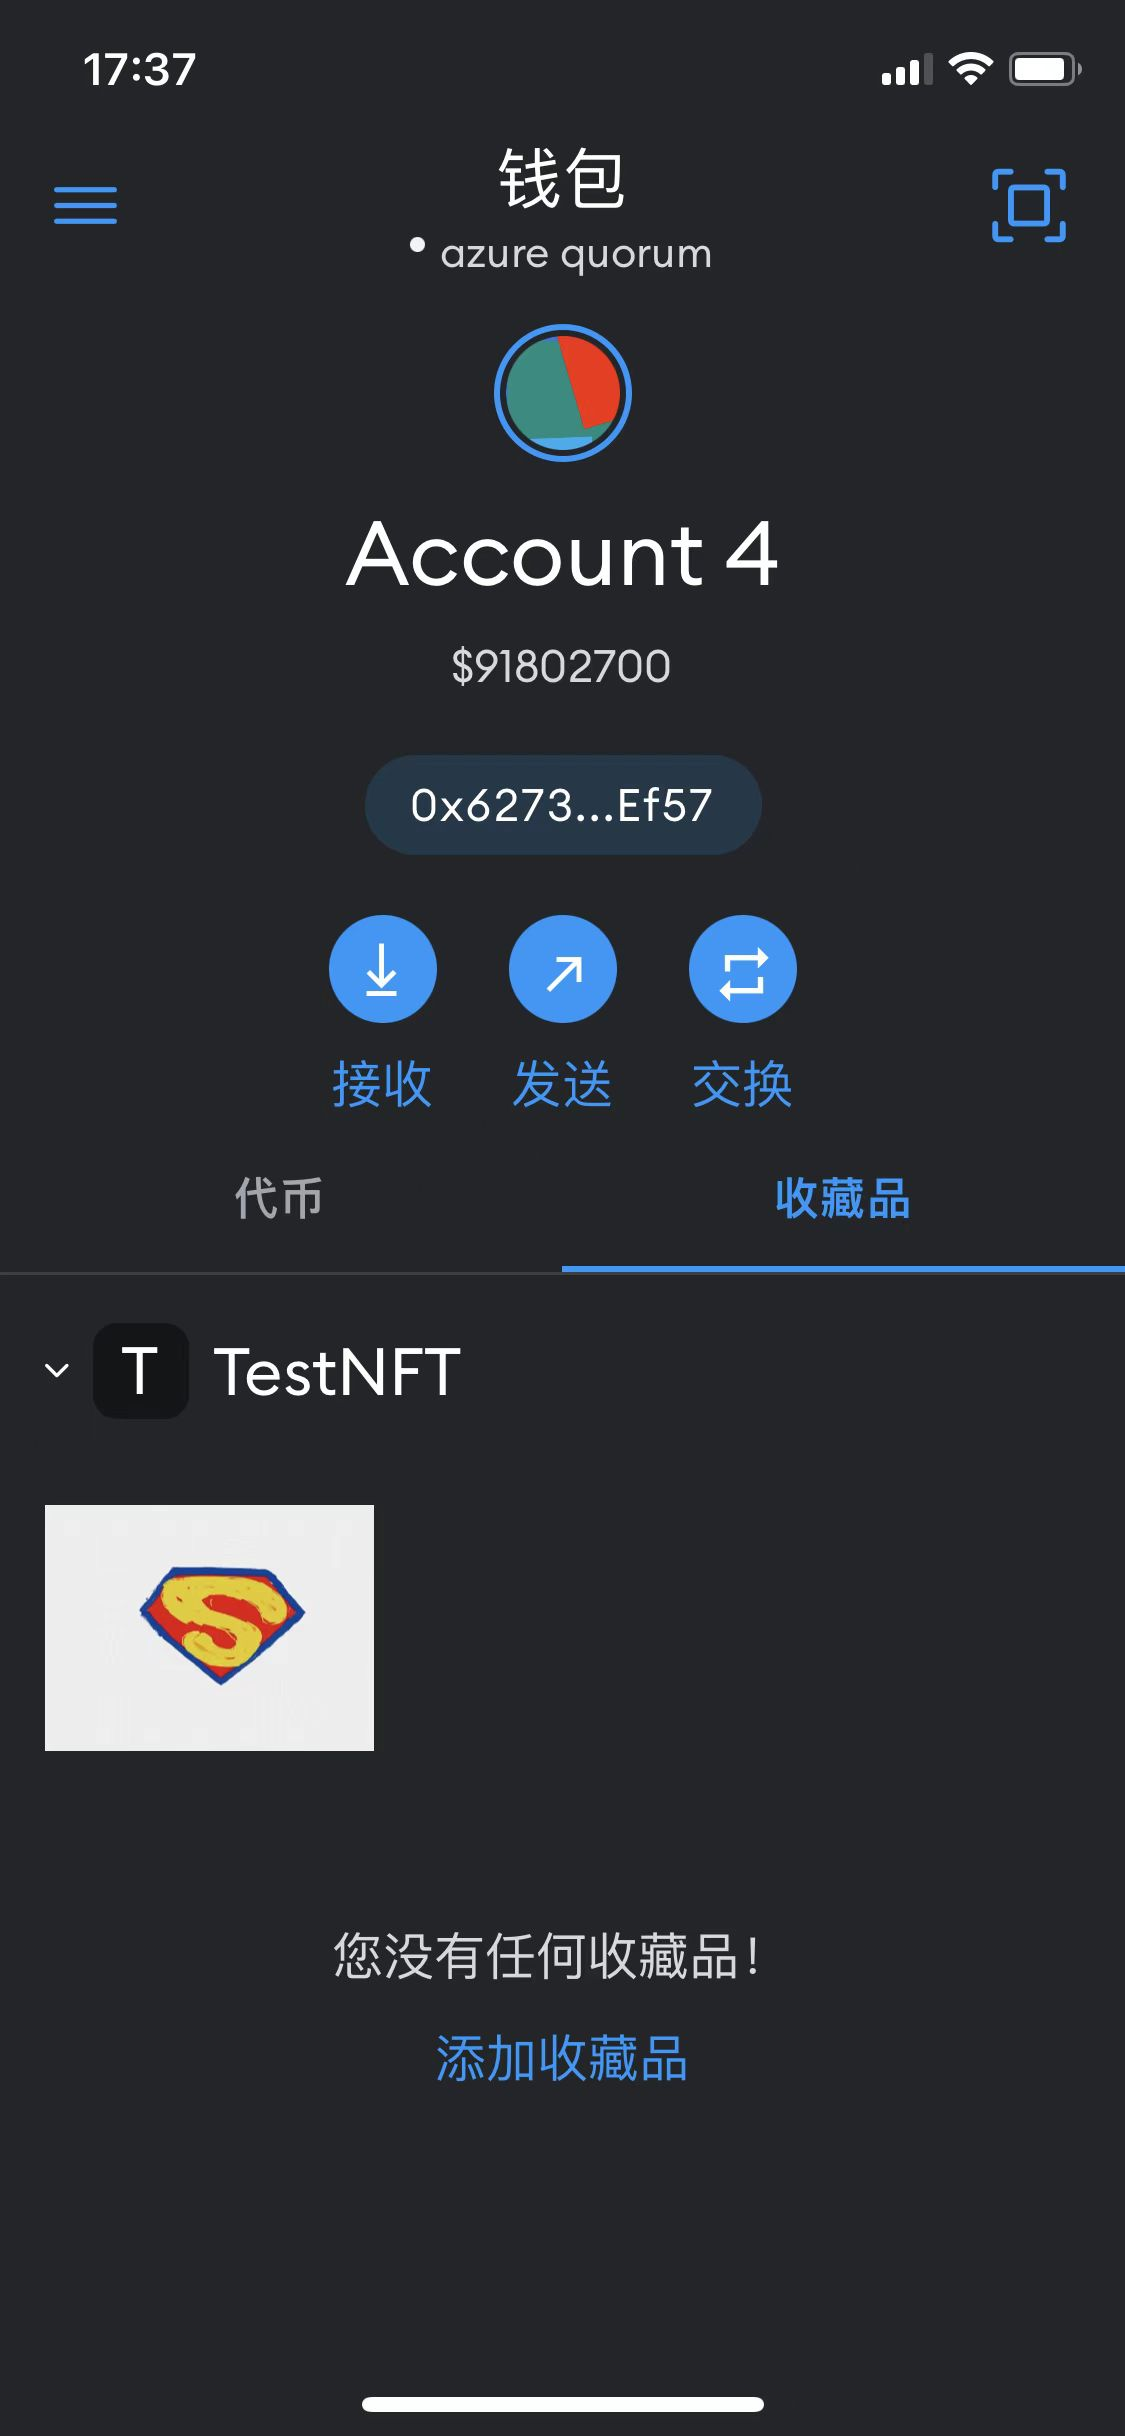 17:37
钱包
azure quorum
Account 4
$91802700
0x6273...Ef57
接收 发送 交换
代币 收藏品
T TestNFT
S
您没有任何收藏品！
添加收藏品